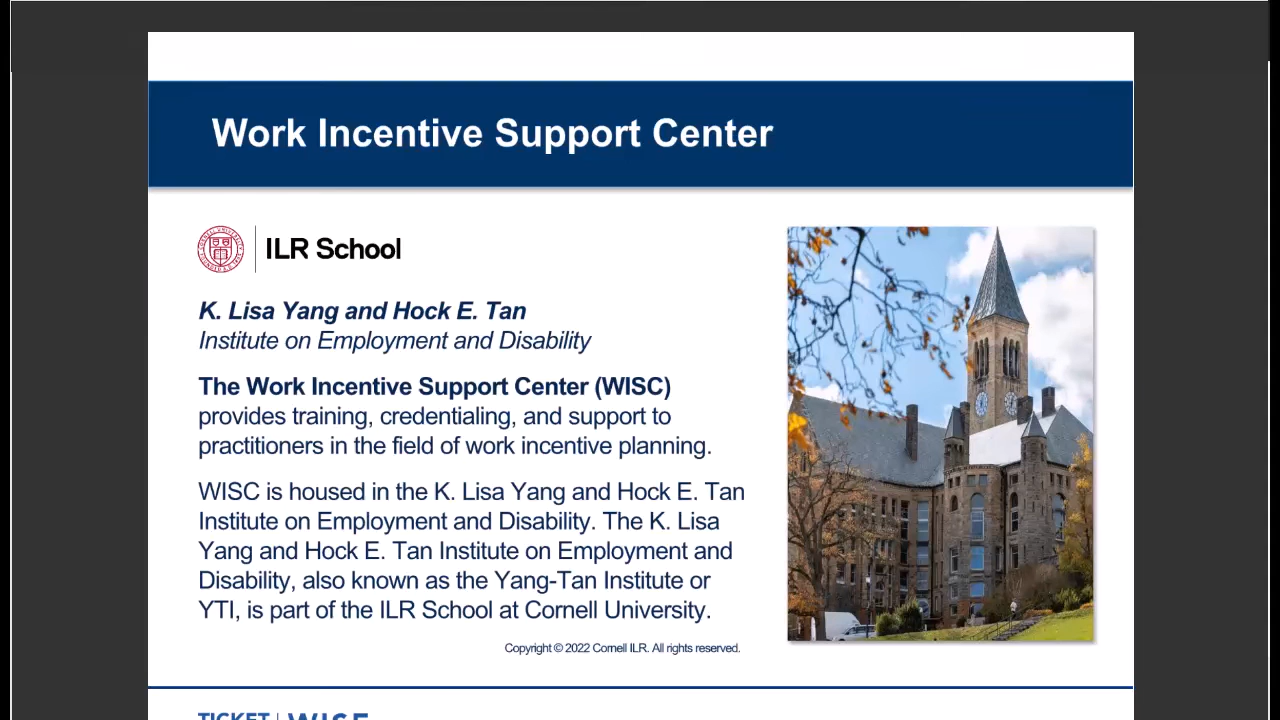 Work Incentive Support Center
ILR School
K. Lisa Yang and Hock E. Tan
Institute on Employment and Disability
The Work Incentive Support Center (WISC)
provides training, credentialing, and support to
practitioners in the field of work incentive planning.
WISC is housed in the K. Lisa Yang and Hock E. Tan
Institute on Employment and Disability. The K. Lisa
Yang and Hock E. Tan Institute on Employment and
Disability, also known as the Yang-Tan Institute or
YTI, is part of the ILR School at Cornell University.
Copyright © 2022 Cornell ILR. All rights reserved.
TICKET | WISE